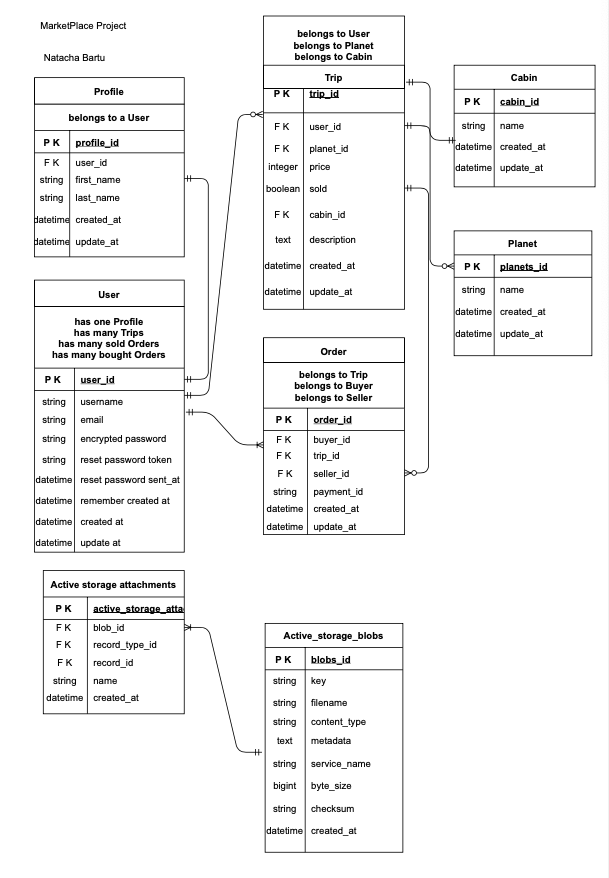 MarketPlace Project
Natacha Bartu
Profile
belongs to a User
P K profile_id
F K user_id
string first_name
string last_name
datetime created_at
datetime update_at
User
has one Profile
has many Trips
has many sold Orders
has many bought Orders
P K user_id
string username
string email
string encrypted password
string reset password token
datetime reset password sent_at
datetime remember created at
datetime created at
datetime update at
Active storage attachments
P K active_storage_atta
F K blob_id
F K record_type_id
F K record_id
string name
datetime created_at
belongs to User
belongs to Planet
belongs to Cabin
Trip
P K trip_id
F K user_id
F K planet_id
integer price
boolean sold
F K cabin_id
text description
datetime created_at
datetime update_at
Order
belongs to Trip
belongs to Buyer
belongs to Seller
P K order_id
F K buyer_id
F K trip_id
F K seller_id
string payment_id
datetime created_at
datetime update_at
Active_storage_blobs
P K blobs_id
string key
string filename
string content_type
text metadata
string service_name
bigint byte_size
string checksum
datetime created_at
Cabin
P K cabin_id
string name
datetime created_at
datetime update_at
Planet
P K planets_id
string name
datetime created_at
datetime update_at